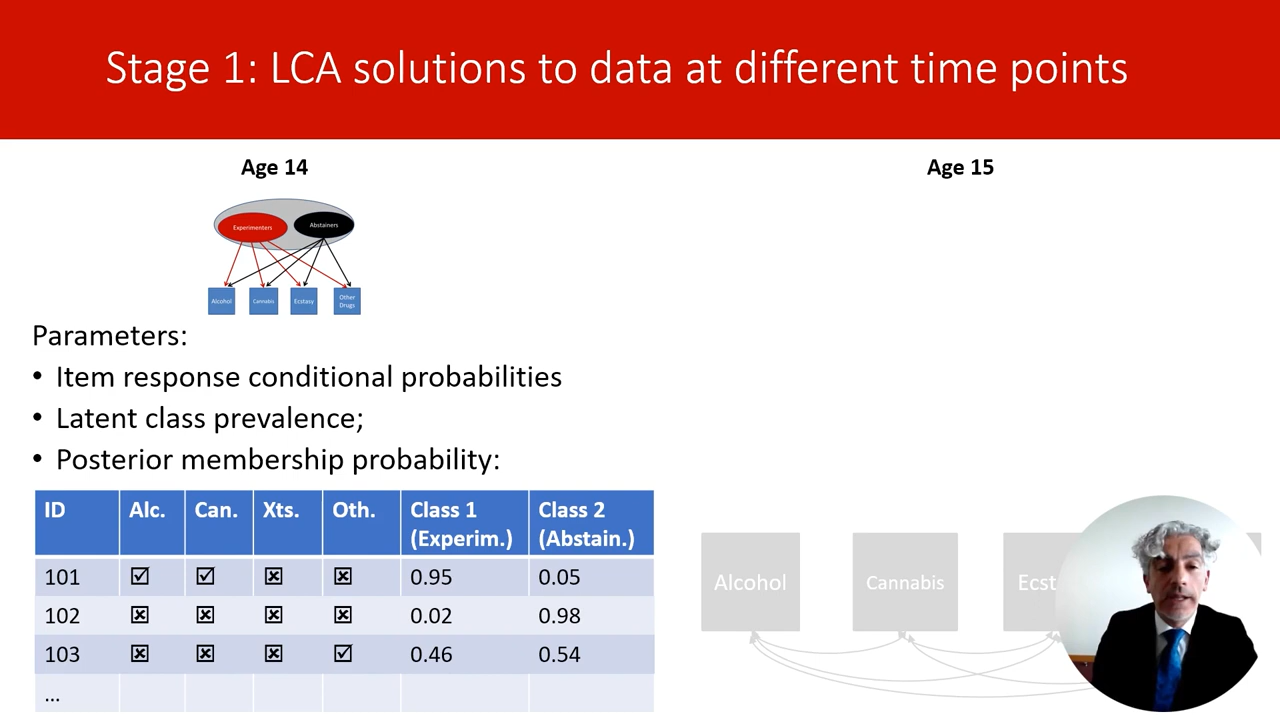 Stage 1: LCA solutions to data at different time points
Age 14
Age 15
Experimenters
Abstainers
Alcohol
Cannabis
Ecstasy
Other
Drugs
Parameters:
• Item response conditional probabilities
• Latent class prevalence;
• Posterior membership probability:
ID Alc. Can. Xts. Oth. Class 1 Class 2
(Experim.) (Abstain.)
101 ☑ ☑ ☒ ☒ 0.95 0.05
102 ☒ ☒ ☒ ☒ 0.02 0.98
103 ☒ ☒ ☒ ☑ 0.46 0.54
...
Alcohol
Cannabis
Ecst